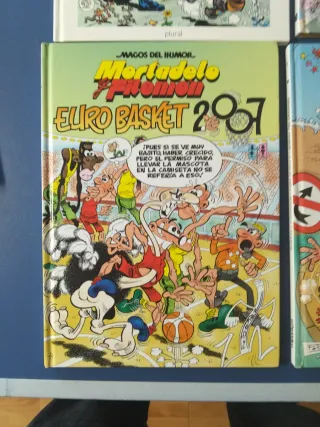 plural
MAGOS DEL HUMOR
Mortadelo
y Filemón
EURO BASKET 2007
¡PUES SI SE VE MUY
BAJITO, HABER CRECIDO,
PERO EL PERMISO PARA
LLEVAR LA MASCOTA
EN LA CAMISETA NO SE
REFERÍA A ESO!